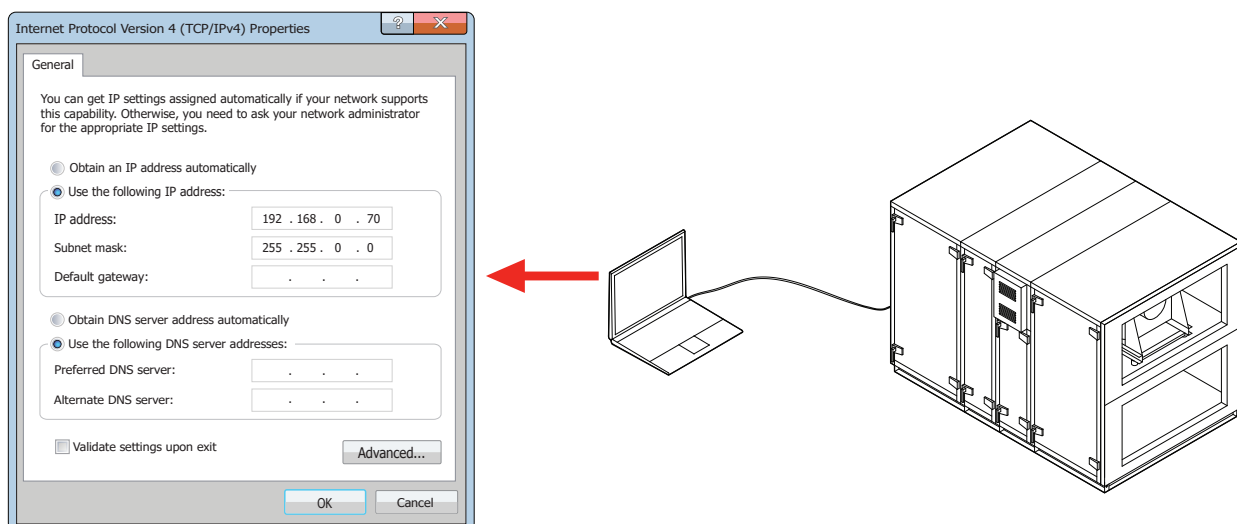 Internet Protocol Version 4 (TCP/IPv4) Properties
?
X
General
You can get IP settings assigned automatically if your network supports
this capability. Otherwise, you need to ask your network administrator
for the appropriate IP settings.
Obtain an IP address automatically
Use the following IP address:
IP address: 192 . 168 . 0 . 70
Subnet mask: 255 . 255 . 0 . 0
Default gateway: . . .
Obtain DNS server address automatically
Use the following DNS server addresses:
Preferred DNS server: . . .
Alternate DNS server: . . .
Validate settings upon exit
Advanced...
OK Cancel